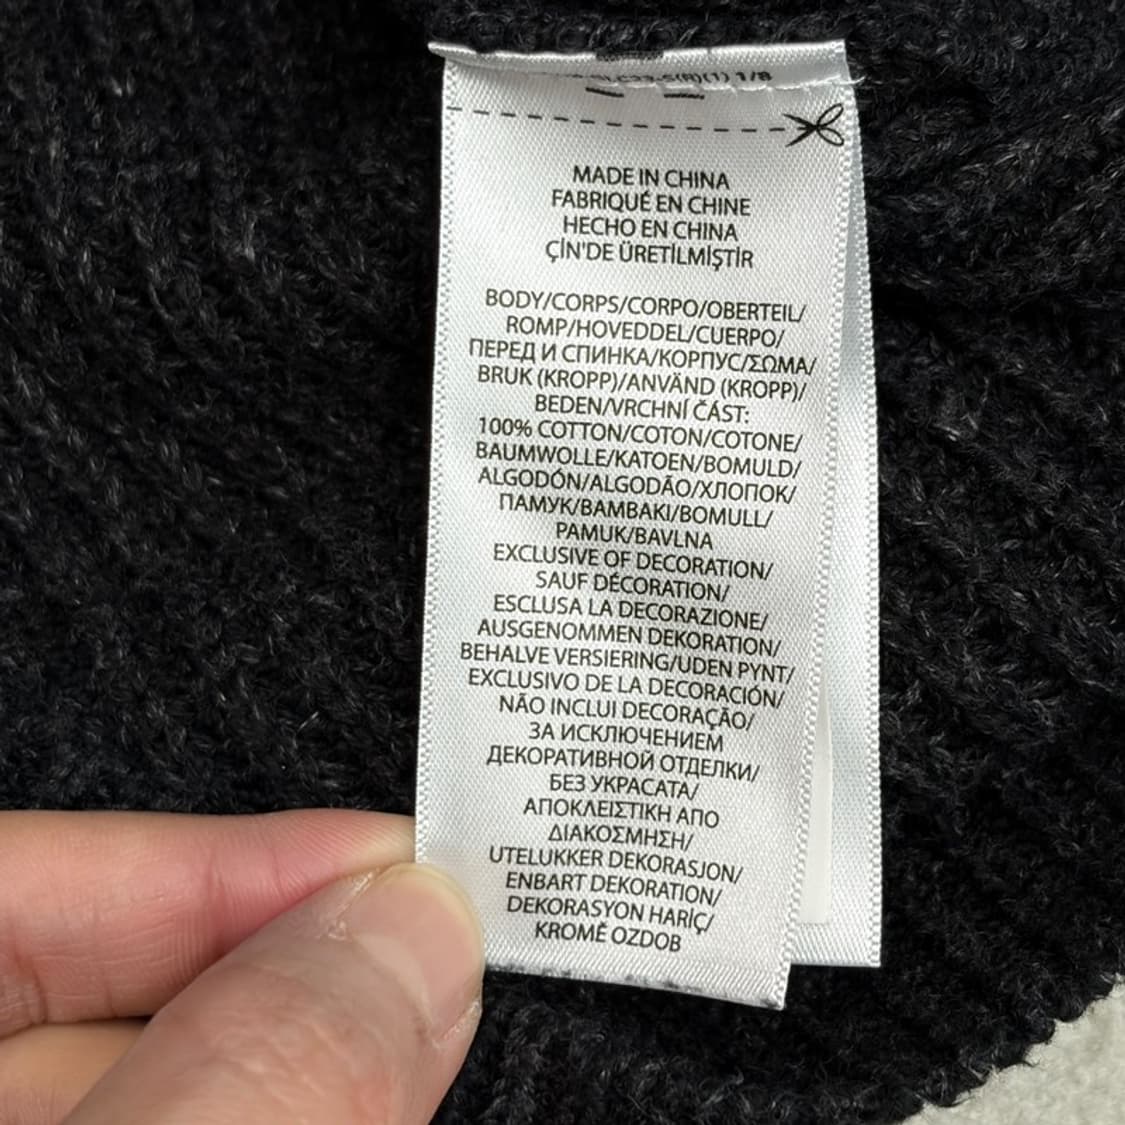 (R)(1) 1/8
MADE IN CHINA
FABRIQUÉ EN CHINE
HECHO EN CHINA
ÇİN'DE ÜRETİLMİŞTİR
BODY/CORPS/CORPO/OBERTEIL/
ROMP/HOVEDDEL/CUERPO/
ПЕРЕД И СПИНКА/КОРПУС/ΣΩΜΑ/
BRUK (KROPP)/ANVÄND (KROPP)/
BEDEN/VRCHNÍ ČÁST:
100% COTTON/COTON/COTONE/
BAUMWOLLE/KATOEN/BOMULD/
ALGODÓN/ALGODÃO/ХЛОПОК/
ПАМУК/ΒΑΜΒΑΚΙ/BOMULL/
PAMUK/BAVLNA
EXCLUSIVE OF DECORATION/
SAUF DÉCORATION/
ESCLUSA LA DECORAZIONE/
AUSGENOMMEN DEKORATION/
BEHALVE VERSIERING/UDEN PYNT/
EXCLUSIVO DE LA DECORACIÓN/
NÃO INCLUI DECORAÇÃO/
ЗА ИСКЛЮЧЕНИЕМ
ДЕКОРАТИВНОЙ ОТДЕЛКИ/
БЕЗ УКРАСАТА/
ΑΠΟΚΛΕΙΣΤΙΚΗ ΑΠΟ
ΔΙΑΚΟΣΜΗΣΗ/
UTELUKKER DEKORASJON/
ENBART DEKORATION/
DEKORASYON HARİÇ/
KROMĚ OZDOB